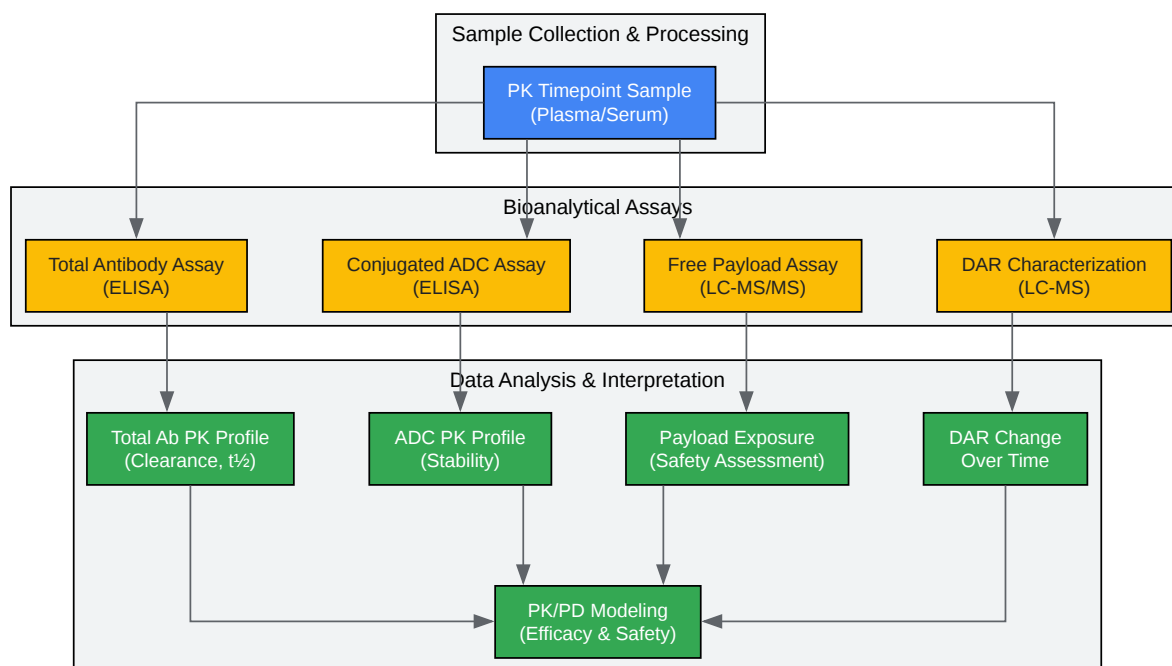 Sample Collection & Processing
PK Timepoint Sample
(Plasma/Serum)
Bioanalytical Assays
Total Antibody Assay
(ELISA)
Conjugated ADC Assay
(ELISA)
Free Payload Assay
(LC-MS/MS)
DAR Characterization
(LC-MS)
Data Analysis & Interpretation
Total Ab PK Profile
(Clearance, t½)
ADC PK Profile
(Stability)
Payload Exposure
(Safety Assessment)
DAR Change
Over Time
PK/PD Modeling
(Efficacy & Safety)